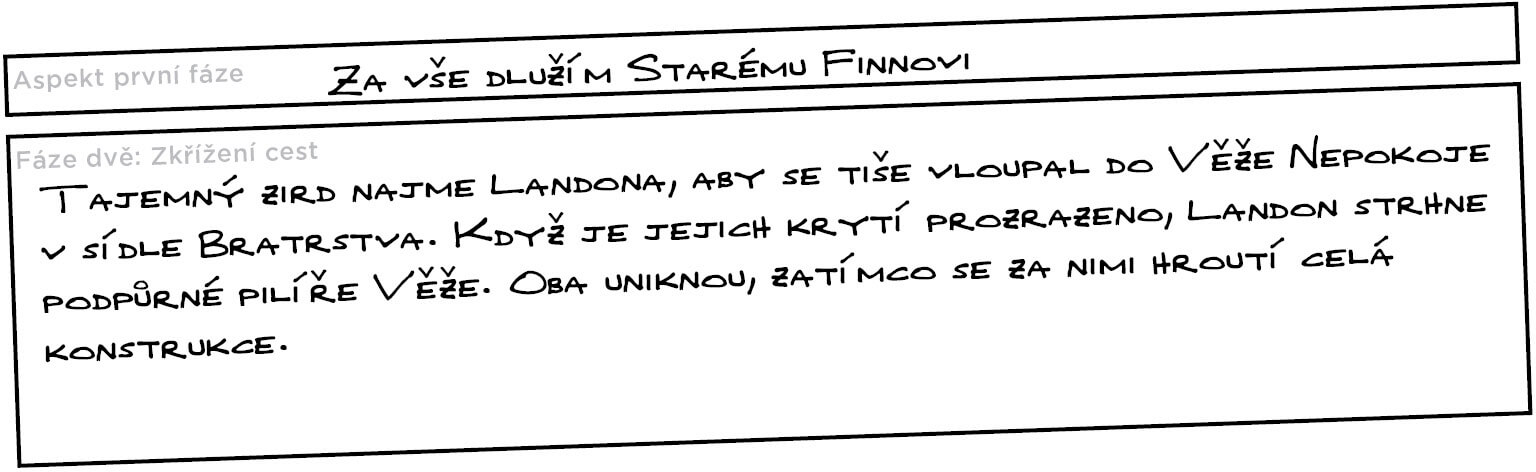 Aspekt první fáze
Za vše dlužím Starému Finnovi
Fáze dvě: Zkřížení cest
Tajemný zird najme Landona, aby se tiše vloupal do Věže Nepokoje
v sídle Bratrstva. Když je jejich krytí prozrazeno, Landon strhne
podpůrné pilíře Věže. Oba uniknou, zatímco se za nimi hroutí celá
konstrukce.